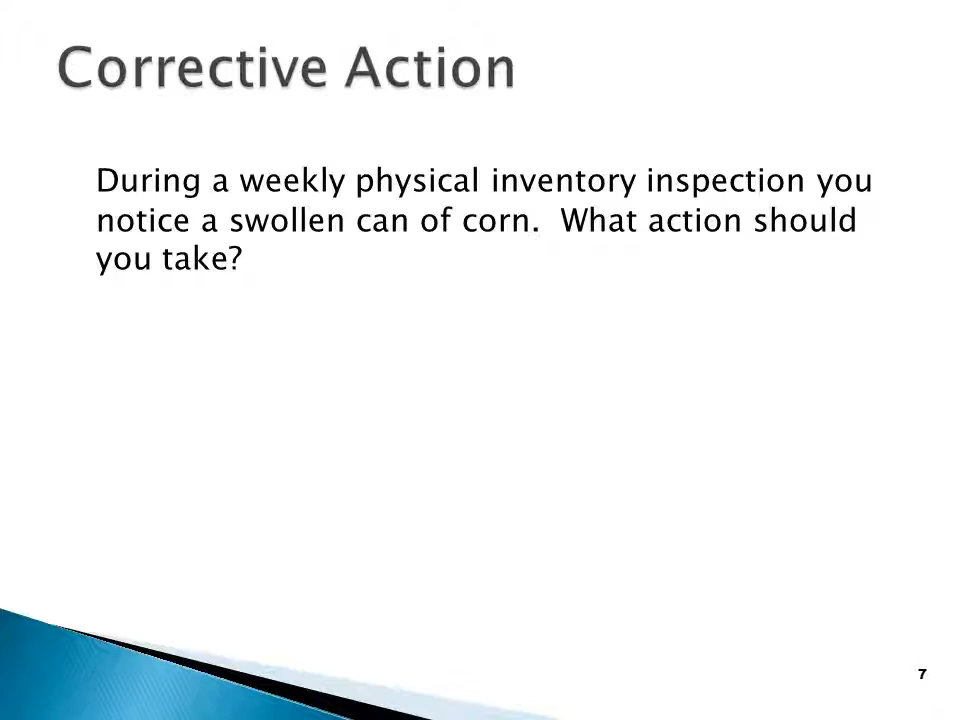 Corrective Action
During a weekly physical inventory inspection you
notice a swollen can of corn.  What action should
you take?
7